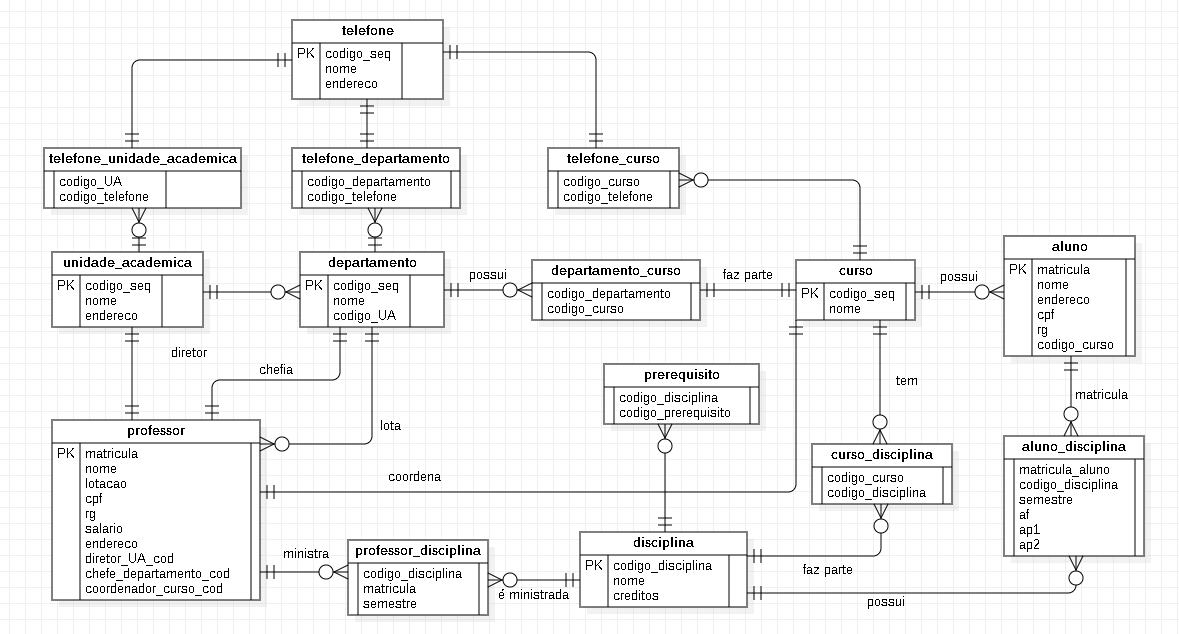 telefone
PK codigo_seq
nome
endereco
telefone_unidade_academica
codigo_UA
codigo_telefone
telefone_departamento
codigo_departamento
codigo_telefone
telefone_curso
codigo_curso
codigo_telefone
unidade_academica
PK codigo_seq
nome
endereco
departamento
PK codigo_seq
nome
codigo_UA
possui
departamento_curso
codigo_departamento
codigo_curso
faz parte
curso
PK codigo_seq
nome
possui
aluno
PK matricula
nome
endereco
cpf
rg
codigo_curso
diretor
chefia
lota
coordena
prerequisito
codigo_disciplina
codigo_prerequisito
tem
matricula
professor
PK matricula
nome
lotacao
cpf
rg
salario
endereco
diretor_UA_cod
chefe_departamento_cod
coordenador_curso_cod
curso_disciplina
codigo_curso
codigo_disciplina
aluno_disciplina
matricula_aluno
codigo_disciplina
semestre
af
ap1
ap2
ministra
professor_disciplina
codigo_disciplina
matricula
semestre
é ministrada
disciplina
PK codigo_disciplina
nome
creditos
faz parte
possui